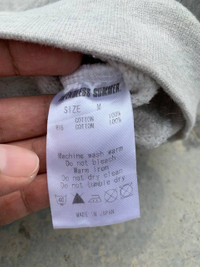 SIZE M
COTTON 100%
COTTON 100%
Machine wash warm
Do not bleach
Warm iron
Do not dry clean
Do not tumble dry
MADE IN JAPAN